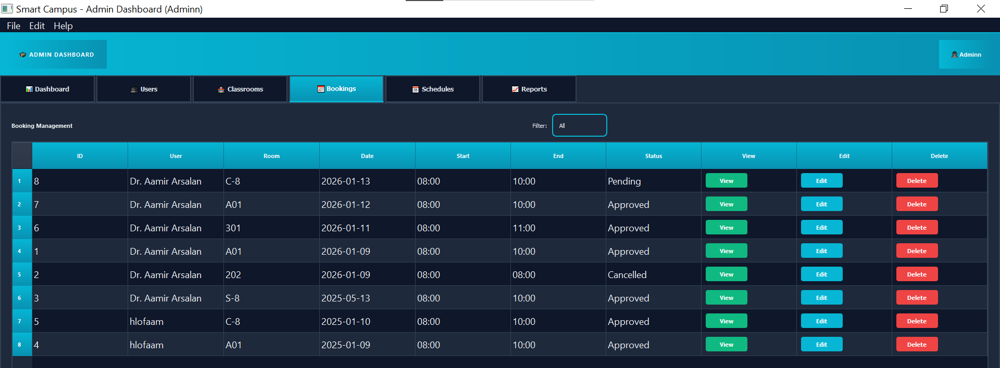 Smart Campus - Admin Dashboard (Adminn)
File Edit Help
ADMIN DASHBOARD
Adminn
Dashboard Users Classrooms Bookings Schedules Reports
Booking Management Filter: All
ID User Room Date Start End Status View Edit Delete
1 8 Dr. Aamir Arsalan C-8 2026-01-13 08:00 10:00 Pending View Edit Delete
2 7 Dr. Aamir Arsalan A01 2026-01-12 08:00 10:00 Approved View Edit Delete
3 6 Dr. Aamir Arsalan 301 2026-01-11 08:00 11:00 Approved View Edit Delete
4 1 Dr. Aamir Arsalan A01 2026-01-09 08:00 10:00 Approved View Edit Delete
5 2 Dr. Aamir Arsalan 202 2026-01-09 08:00 08:00 Cancelled View Edit Delete
6 3 Dr. Aamir Arsalan S-8 2025-05-13 08:00 10:00 Approved View Edit Delete
7 5 hlofaam C-8 2025-01-10 08:00 10:00 Approved View Edit Delete
8 4 hlofaam A01 2025-01-09 08:00 10:00 Approved View Edit Delete